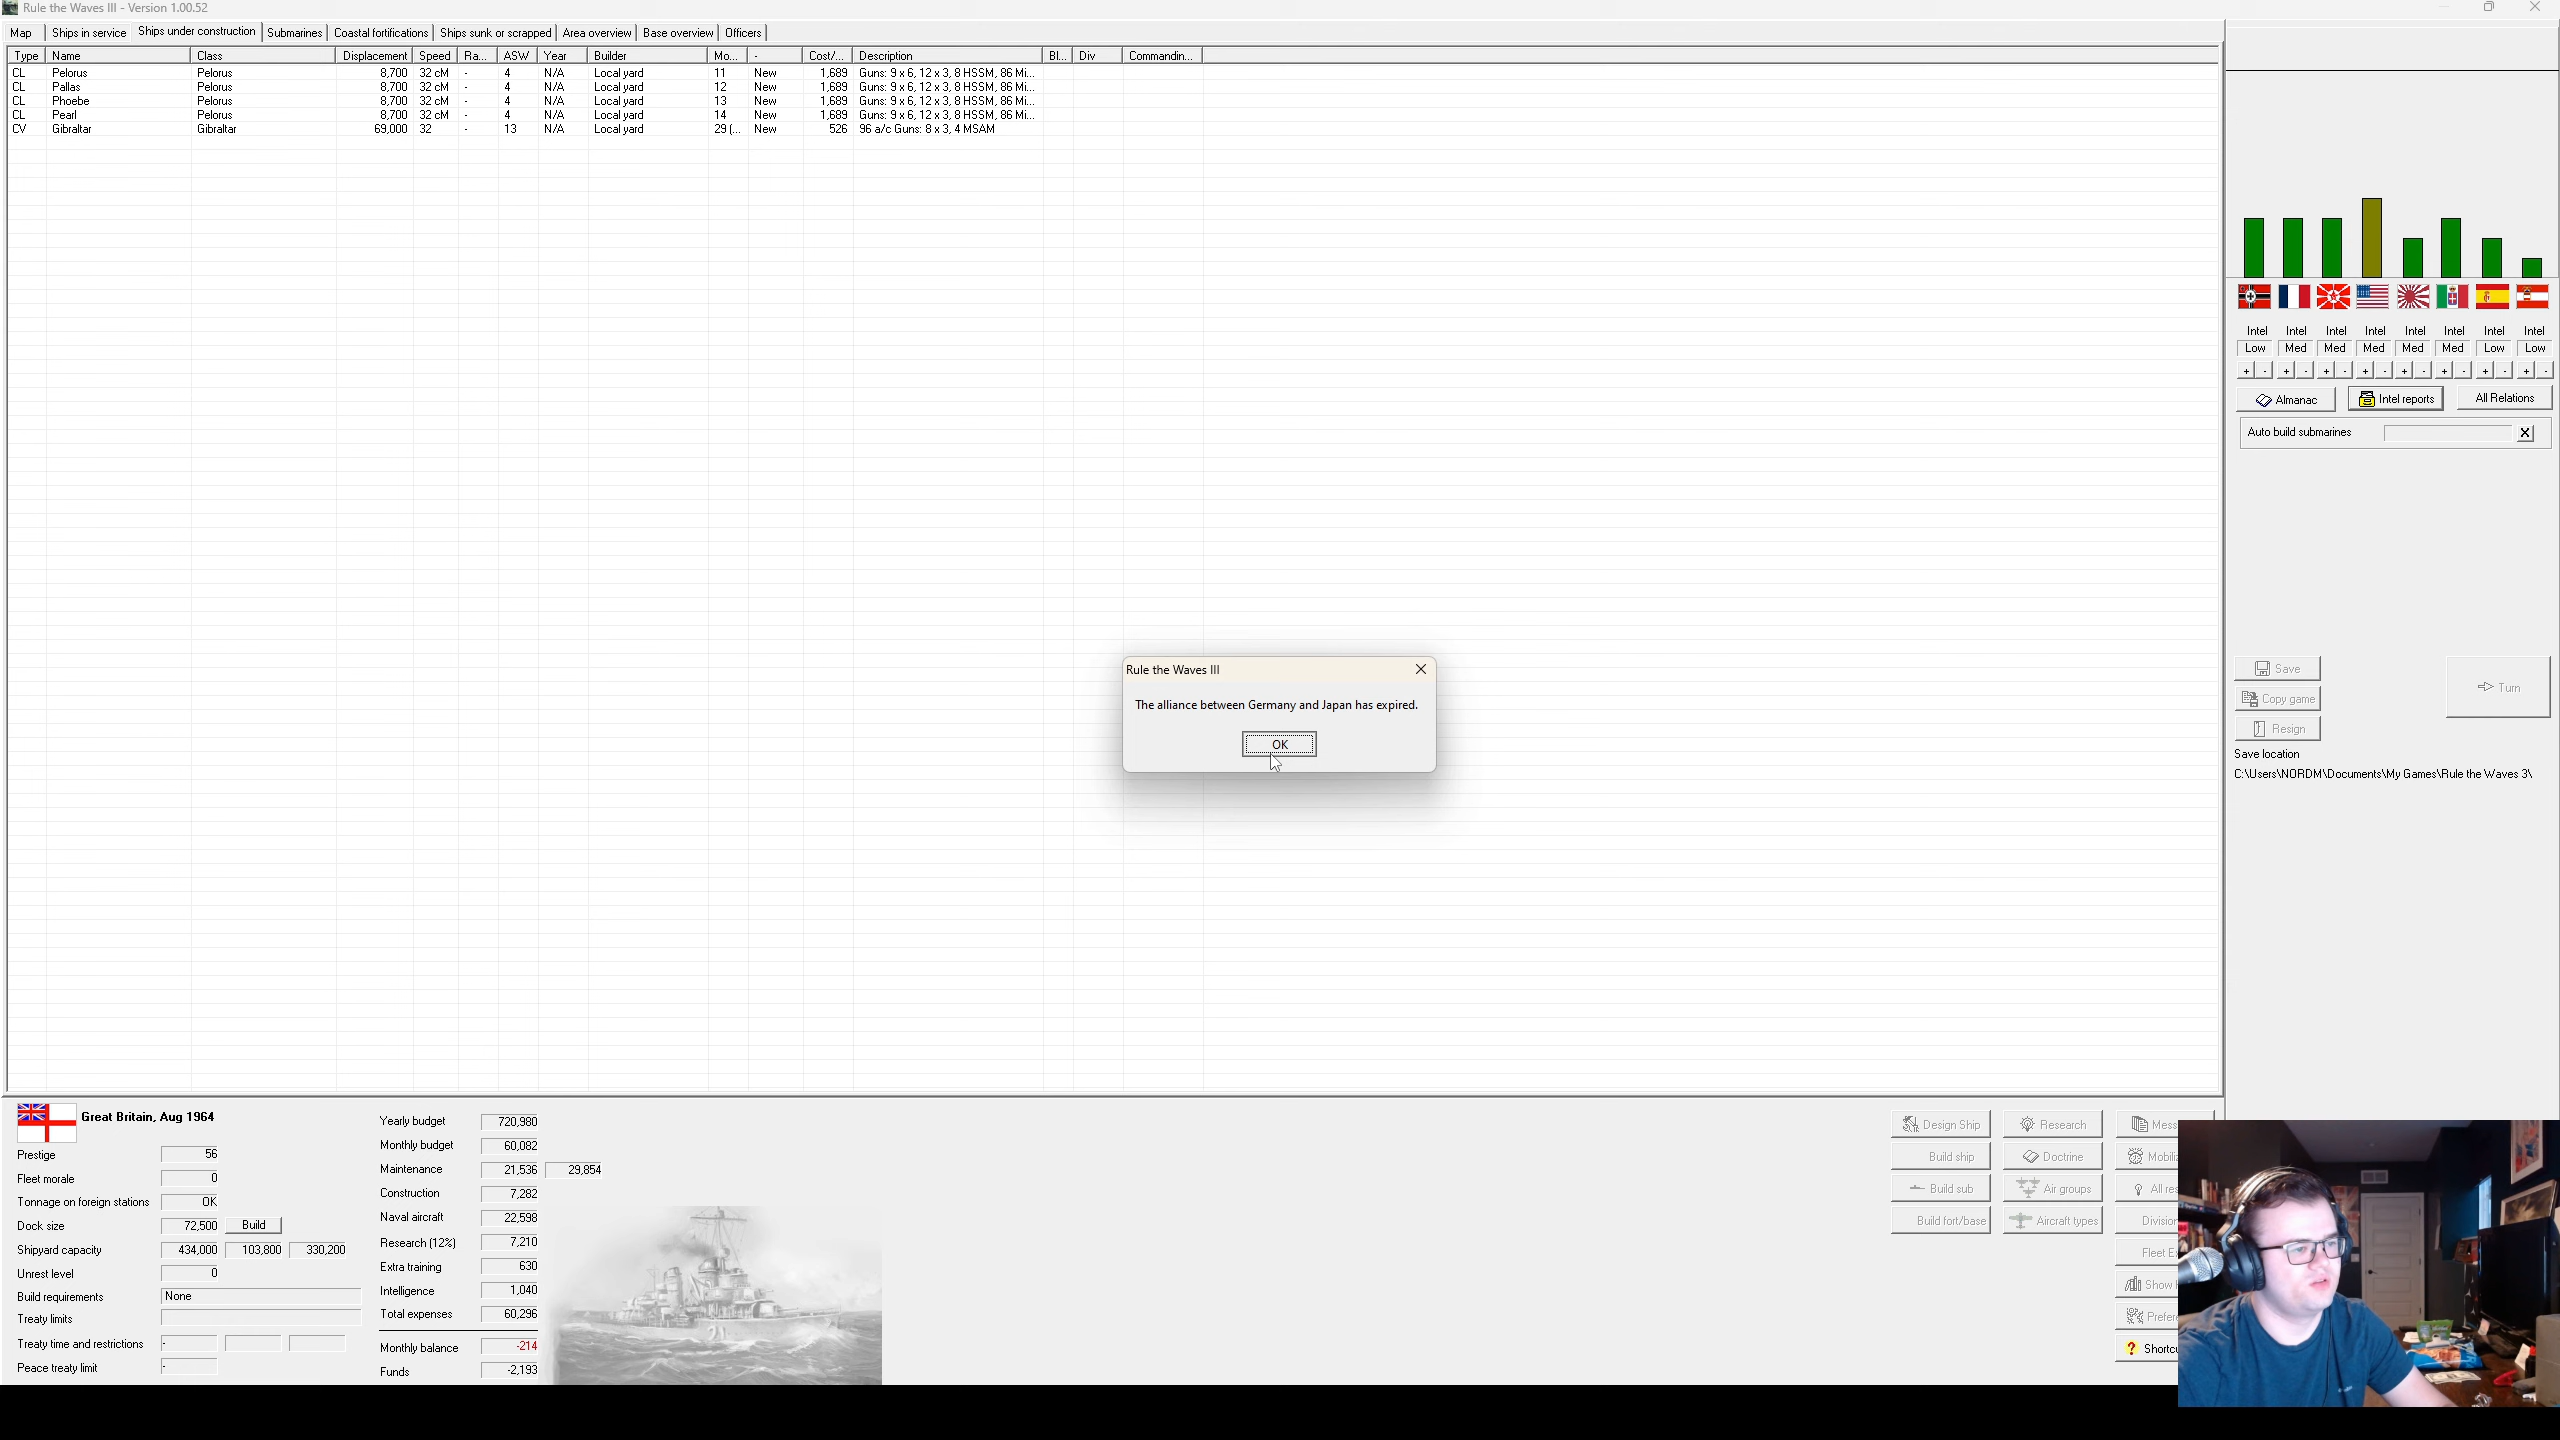 Rule the Waves III - Version 1.00.52
Map Ships in service Ships under construction Submarines Coastal fortifications Ships sunk or scrapped Area overview Base overview Officers
Type Name Class Displacement Speed Ra... ASW Year Builder Mo... - Cost/... Description Bl... Div Commandin...
CL Pelorus Pelorus 8,700 32 cM - 4 N/A Local yard 11 New 1,689 Guns: 9 x 6, 12 x 3, 8 HSSM, 86 Mi...
CL Pallas Pelorus 8,700 32 cM - 4 N/A Local yard 12 New 1,689 Guns: 9 x 6, 12 x 3, 8 HSSM, 86 Mi...
CL Phoebe Pelorus 8,700 32 cM - 4 N/A Local yard 13 New 1,689 Guns: 9 x 6, 12 x 3, 8 HSSM, 86 Mi...
CL Pearl Pelorus 8,700 32 cM - 4 N/A Local yard 14 New 1,689 Guns: 9 x 6, 12 x 3, 8 HSSM, 86 Mi...
CV Gibraltar Gibraltar 69,000 32 - 13 N/A Local yard 29 (... New 526 96 a/c Guns: 8 x 3, 4 MSAM
Intel Intel Intel Intel Intel Intel Intel Intel
Low Med Med Med Med Med Low Low
+ - + - + - + - + - + - + - + -
Almanac Intel reports All Relations
Auto build submarines X
Rule the Waves III
The alliance between Germany and Japan has expired.
OK
Save
Turn
Copy game
Resign
Save location
C:\Users\NORDM\Documents\My Games\Rule the Waves 3\
Great Britain, Aug 1964
Prestige 56
Fleet morale 0
Tonnage on foreign stations OK
Dock size 72,500 Build
Shipyard capacity 434,000 103,800 330,200
Unrest level 0
Build requirements None
Treaty limits
Treaty time and restrictions -
Peace treaty limit -
Yearly budget 720,980
Monthly budget 60,082
Maintenance 21,536 29,854
Construction 7,282
Naval aircraft 22,598
Research (12%) 7,210
Extra training 630
Intelligence 1,040
Total expenses 60,296
Monthly balance -214
Funds -2,193
Design Ship Research Mess
Build ship Doctrine Mobiliz
Build sub Air groups All res
Build fort/base Aircraft types Division
Fleet Ex
Show
Prefer
? Shortcu